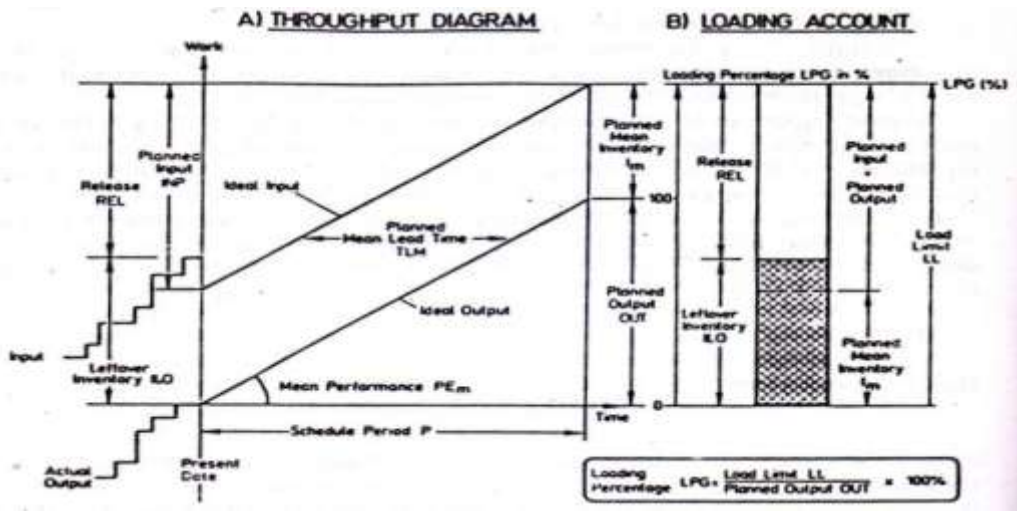 A) THROUGHPUT DIAGRAM
B) LOADING ACCOUNT
Work
Loading Percentage LPG in %
LPG (%)
Release
REL
Planned
Input
INP
Ideal Input
Planned
Mean Lead Time
TLM
Ideal Output
Planned
Mean
Inventory
Im
100
Planned
Output
OUT
Release
REL
Planned
Input
Planned
Output
Load
Limit
LL
Input
Leftover
Inventory ILO
Mean Performance PEm
Time
0
Leftover
Inventory
ILO
Planned
Mean
Inventory
Im
Schedule Period P
Actual
Output
Present
Date
Loading
Percentage LPG = Load Limit LL
Planned Output OUT
× 100%